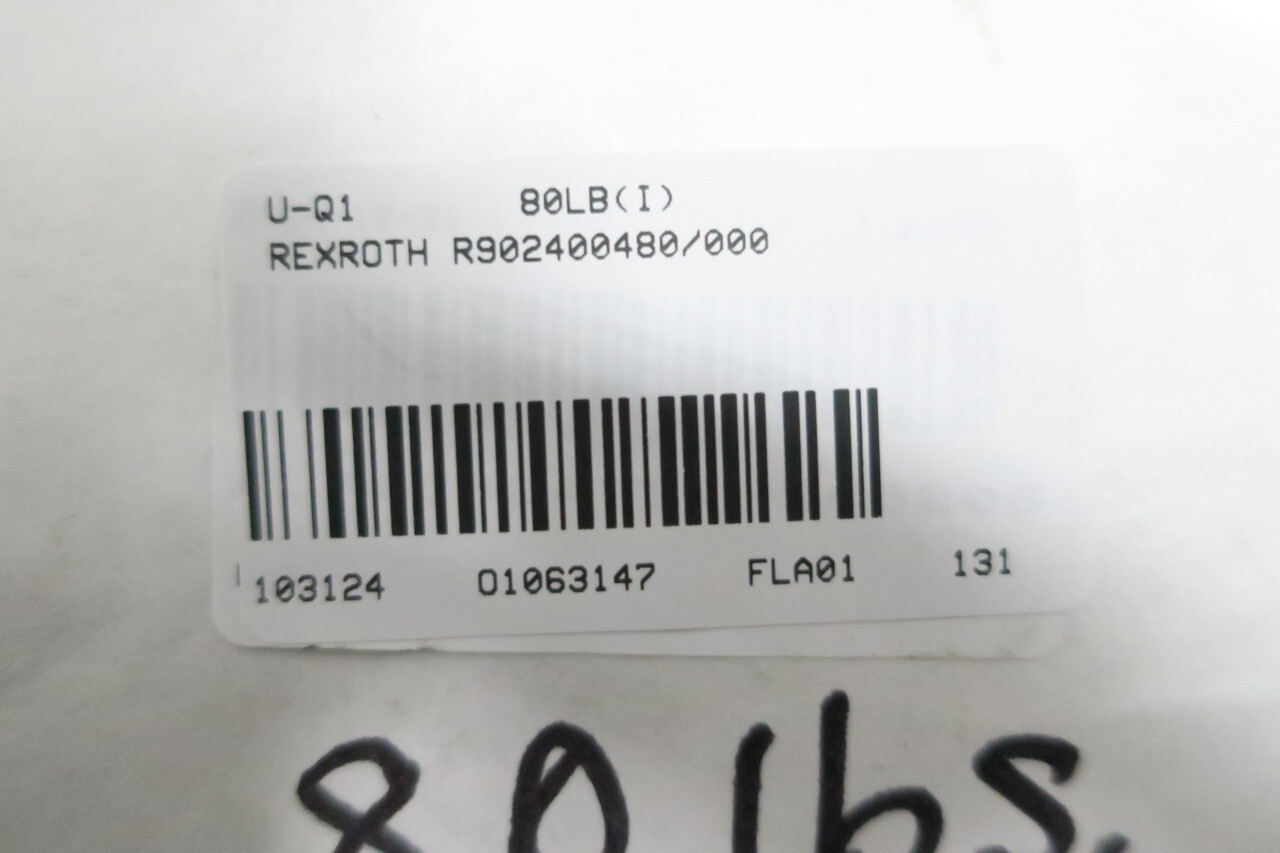 U-Q1 80LB(I)
REXROTH R902400480/000
103124 01063147 FLA01 131
80 lbs.